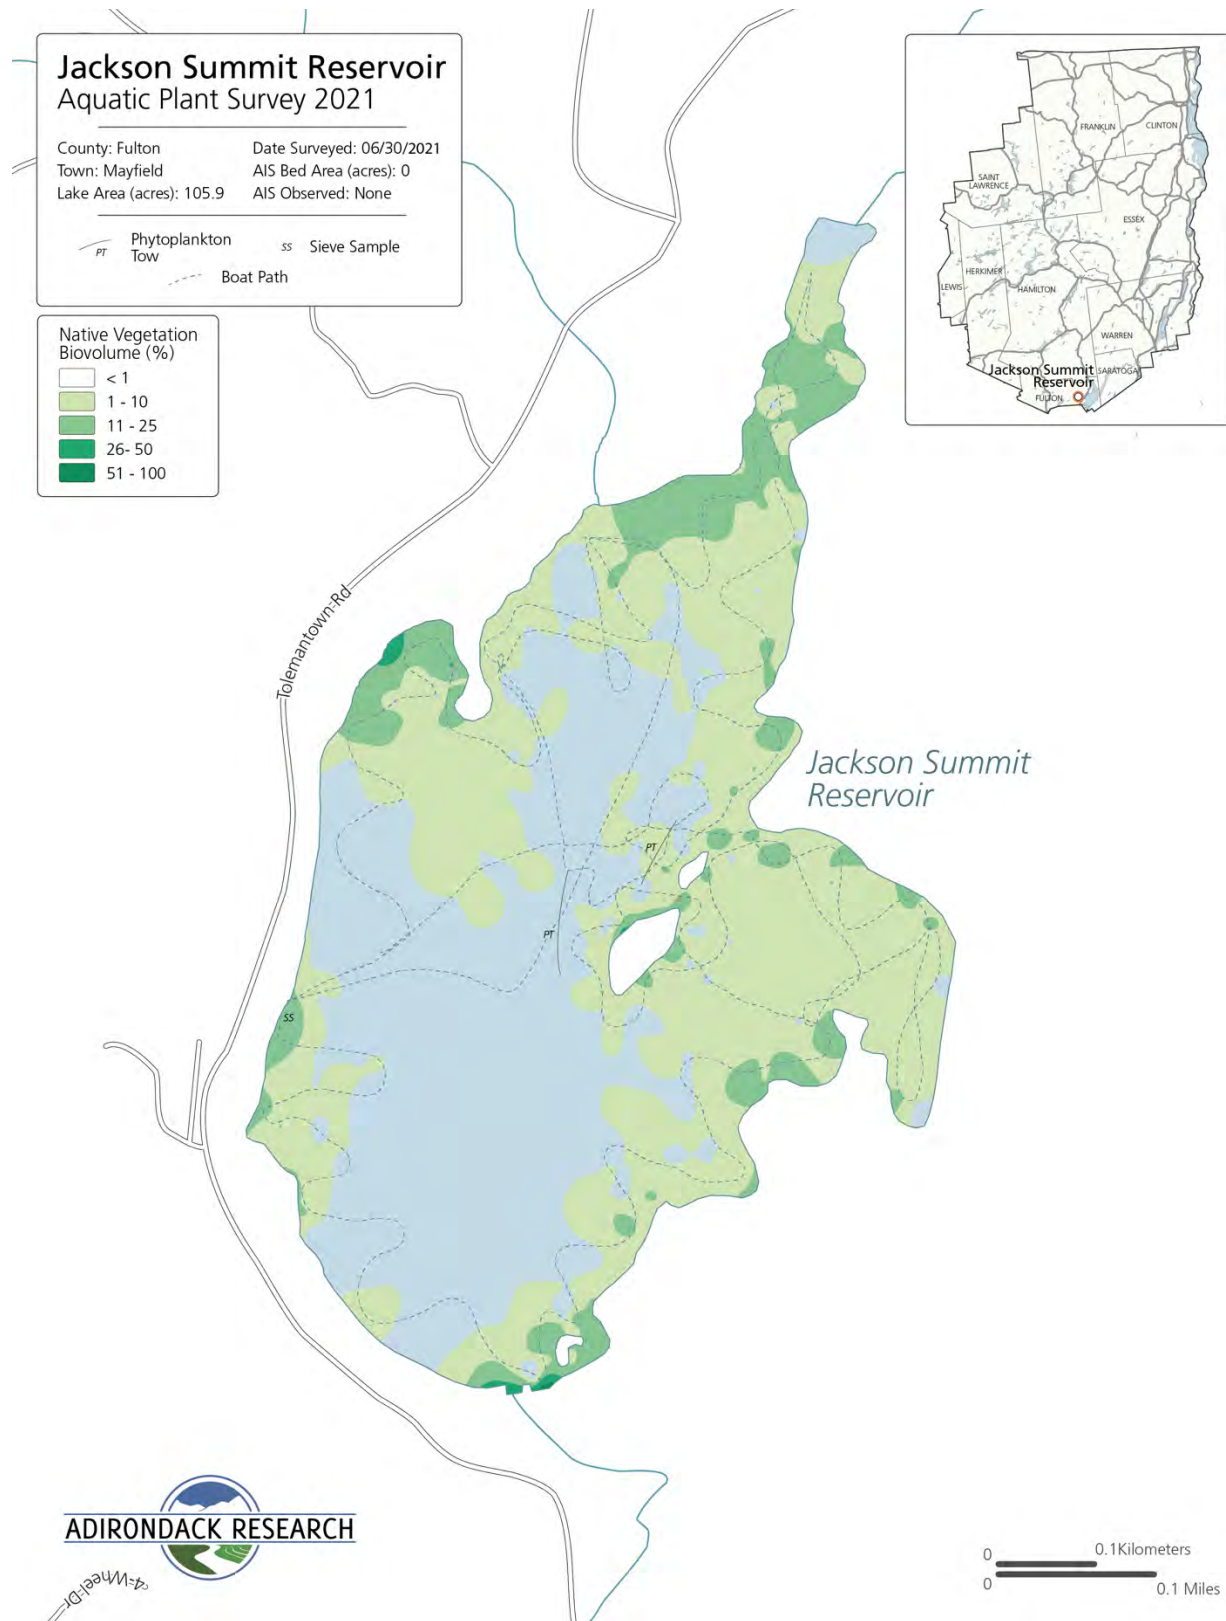 Jackson Summit Reservoir
Aquatic Plant Survey 2021
County: Fulton
Date Surveyed: 06/30/2021
Town: Mayfield
AIS Bed Area (acres): 0
Lake Area (acres): 105.9
AIS Observed: None
PT
Phytoplankton
Tow
SS
Sieve Sample
Boat Path
Native Vegetation
Biovolume (%)
< 1
1 - 10
11 - 25
26- 50
51 - 100
FRANKLIN
CLINTON
SAINT
LAWRENCE
ESSEX
HERKIMER
LEWIS
HAMILTON
WARREN
Jackson Summit
Reservoir
SARATOGA
FULTON
Tolemantown-Rd
Jackson Summit
Reservoir
PT
PT
SS
ADIRONDACK RESEARCH
4-Wheel-Dr
0
0.1Kilometers
0
0.1 Miles